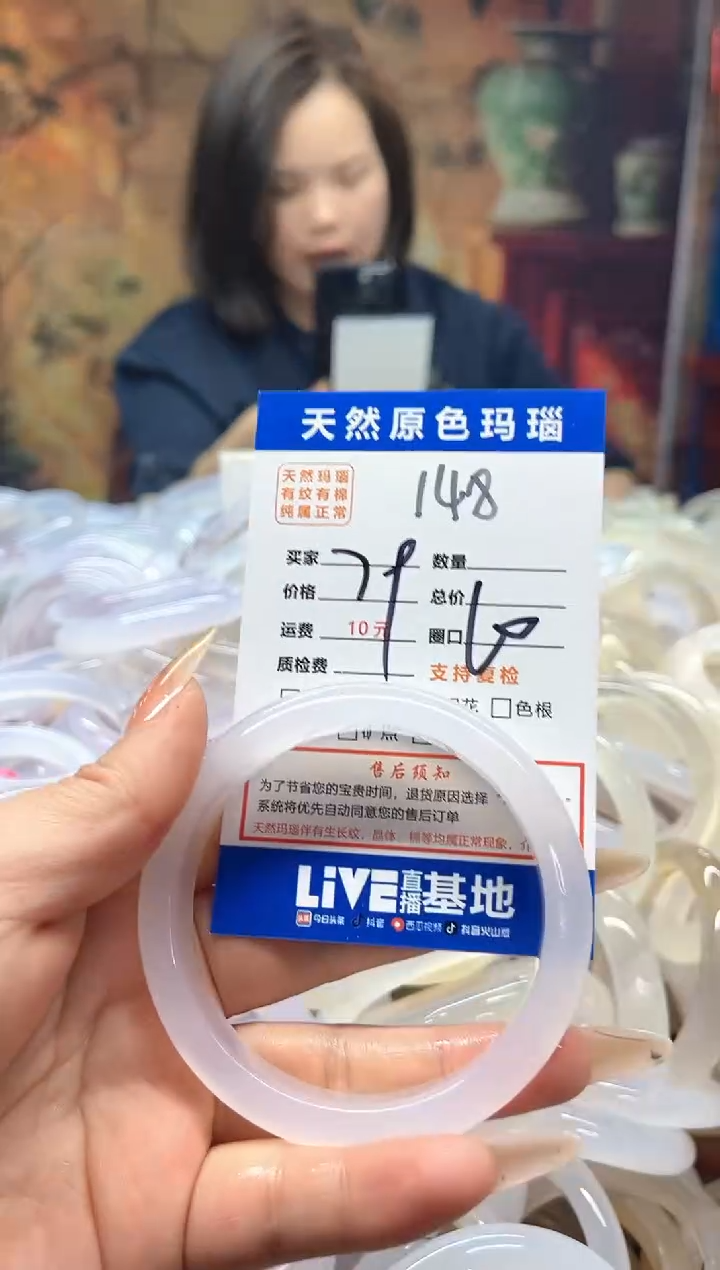 天然原色玛瑙
天然玛瑙
有纹有棉
纯属正常
148
买家 数量
价格 79 总价 6
运费 10元 圈口
质检费 支持复检
色根
售后须知
为了节省您的宝贵时间，退货原因选择
系统将优先自动同意您的售后订单
天然玛瑙伴有生长纹、晶体、棉等均属正常现象，
LiVE直播基地
头条 今日头条 抖音 西瓜视频 抖音火山版